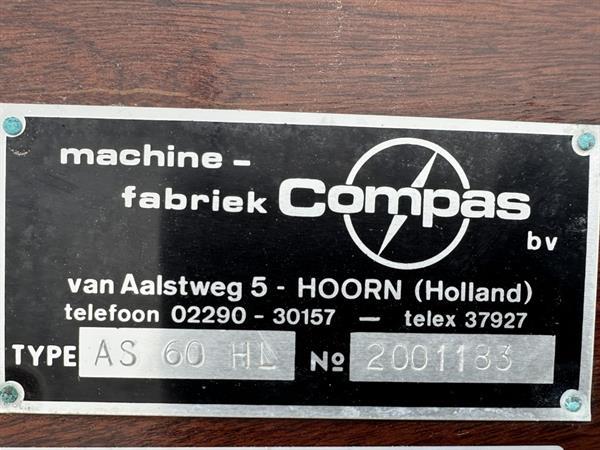 machine -
fabriek Compas
bv
van Aalstweg 5 - HOORN (Holland)
telefoon 02290 - 30157 — telex 37927
TYPE AS 60 HL № 2001183